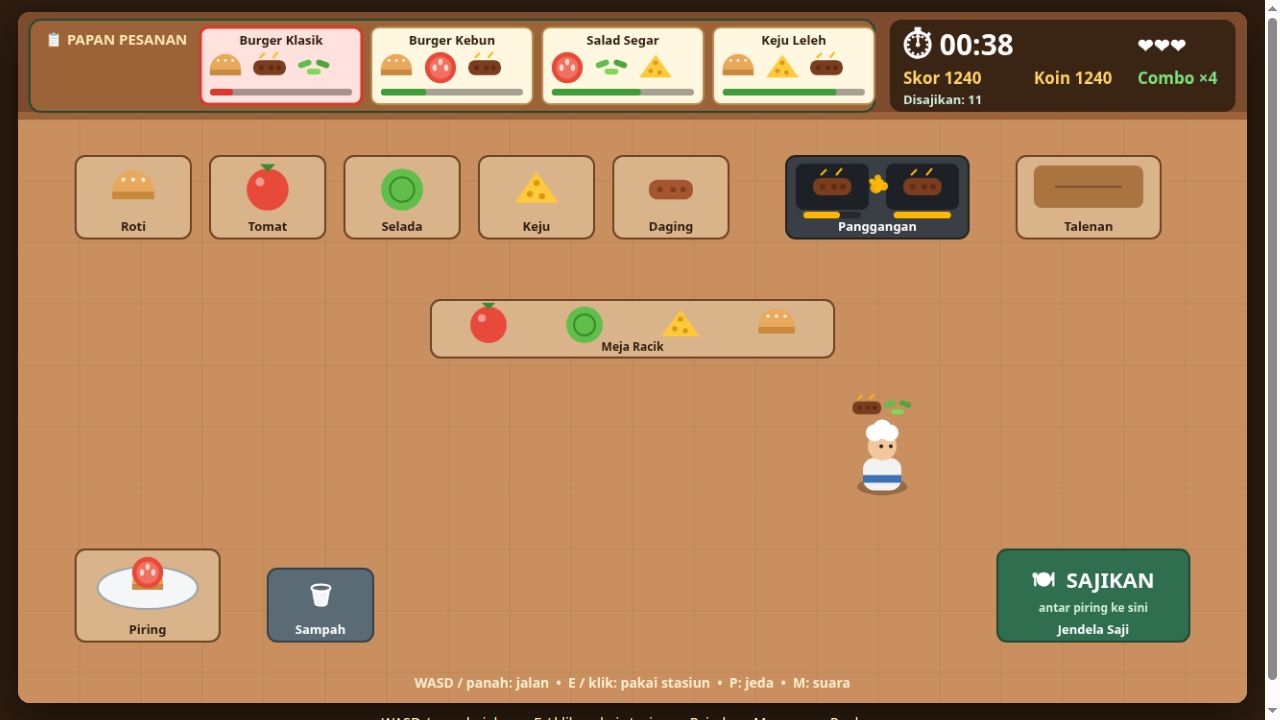 📋 PAPAN PESANAN
Burger Klasik
Burger Kebun
Salad Segar
Keju Leleh
00:38
Skor 1240
Koin 1240
Combo ×4
Disajikan: 11
Roti
Tomat
Selada
Keju
Daging
Panggangan
Talenan
Meja Racik
Piring
Sampah
SAJIKAN
antar piring ke sini
Jendela Saji
WASD / panah: jalan • E / klik: pakai stasiun • P: jeda • M: suara